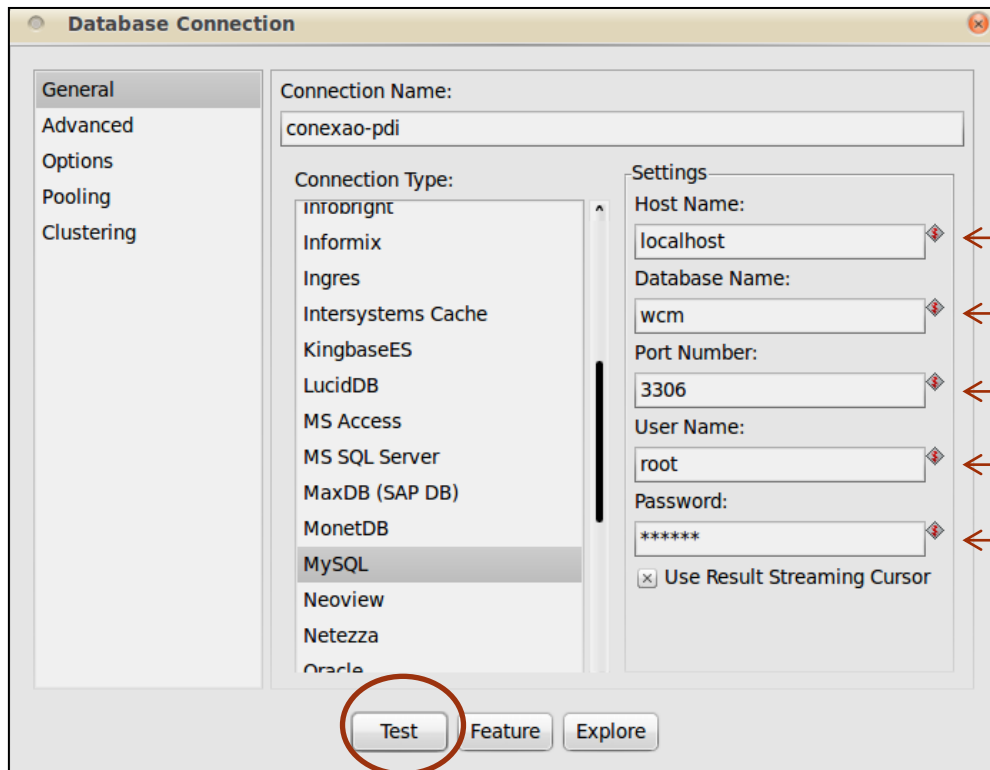 Database Connection
General
Advanced
Options
Pooling
Clustering
Connection Name:
conexao-pdi
Connection Type:
Infobright
Informix
Ingres
Intersystems Cache
KingbaseES
LucidDB
MS Access
MS SQL Server
MaxDB (SAP DB)
MonetDB
MySQL
Neoview
Netezza
Oracle
Settings
Host Name:
localhost
Database Name:
wcm
Port Number:
3306
User Name:
root
Password:
******
Use Result Streaming Cursor
Test
Feature
Explore